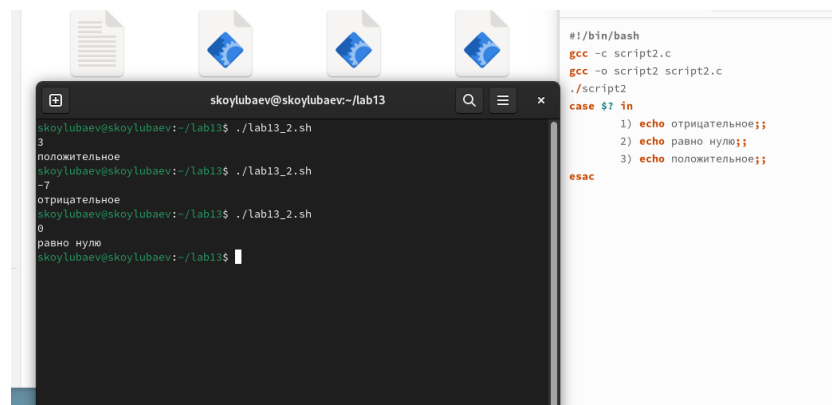 skoylubaev@skoylubaev:~/lab13
skoylubaev@skoylubaev:~/lab13$ ./lab13_2.sh
3
положительное
skoylubaev@skoylubaev:~/lab13$ ./lab13_2.sh
-7
отрицательное
skoylubaev@skoylubaev:~/lab13$ ./lab13_2.sh
0
равно нулю
skoylubaev@skoylubaev:~/lab13$
#!/bin/bash
gcc -c script2.c
gcc -o script2 script2.c
./script2
case $? in
1) echo отрицательное;;
2) echo равно нулю;;
3) echo положительное;;
esac